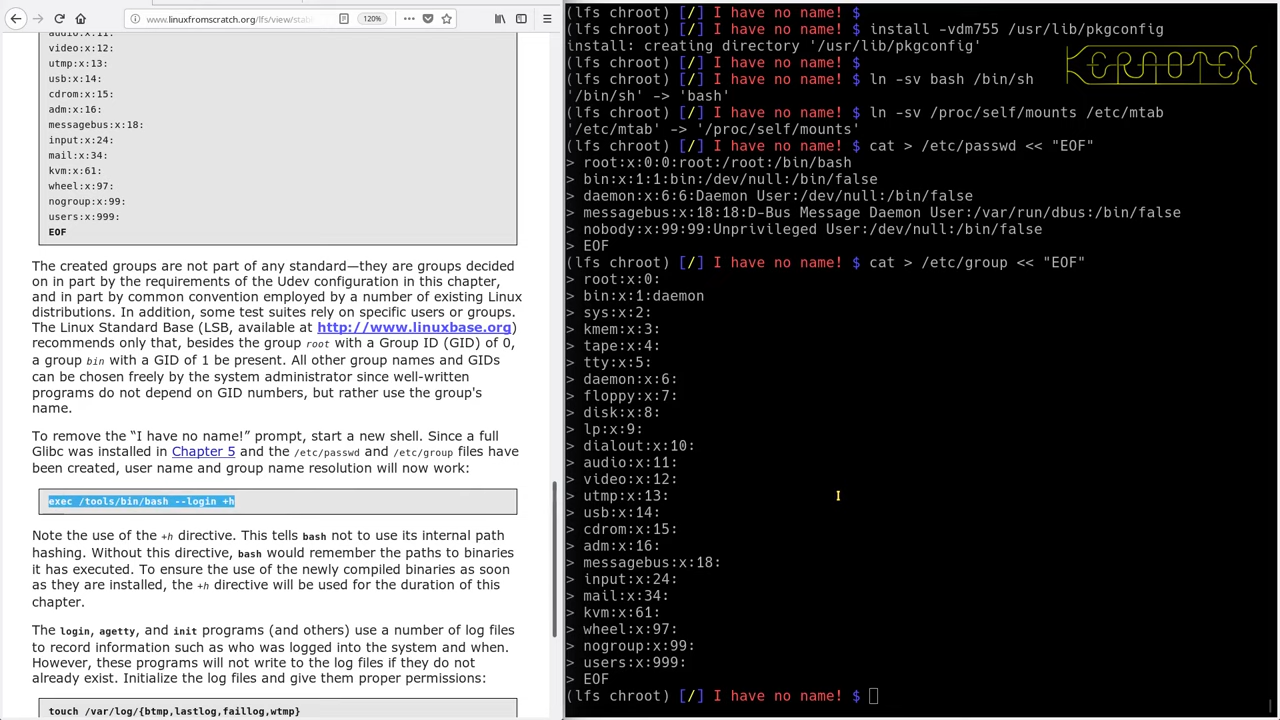 www.linuxfromscratch.org/lfs/view/stab
120%
audio:x:11:
video:x:12:
utmp:x:13:
usb:x:14:
cdrom:x:15:
adm:x:16:
messagebus:x:18:
input:x:24:
mail:x:34:
kvm:x:61:
wheel:x:97:
nogroup:x:99:
users:x:999:
EOF
The created groups are not part of any standard—they are groups decided
on in part by the requirements of the Udev configuration in this chapter,
and in part by common convention employed by a number of existing Linux
distributions. In addition, some test suites rely on specific users or groups.
The Linux Standard Base (LSB, available at http://www.linuxbase.org)
recommends only that, besides the group root with a Group ID (GID) of 0,
a group bin with a GID of 1 be present. All other group names and GIDs
can be chosen freely by the system administrator since well-written
programs do not depend on GID numbers, but rather use the group's
name.
To remove the “I have no name!” prompt, start a new shell. Since a full
Glibc was installed in Chapter 5 and the /etc/passwd and /etc/group files have
been created, user name and group name resolution will now work:
exec /tools/bin/bash --login +h
Note the use of the +h directive. This tells bash not to use its internal path
hashing. Without this directive, bash would remember the paths to binaries
it has executed. To ensure the use of the newly compiled binaries as soon
as they are installed, the +h directive will be used for the duration of this
chapter.
The login, agetty, and init programs (and others) use a number of log files
to record information such as who was logged into the system and when.
However, these programs will not write to the log files if they do not
already exist. Initialize the log files and give them proper permissions:
touch /var/log/{btmp,lastlog,faillog,wtmp}
(lfs chroot) [/] I have no name! $
(lfs chroot) [/] I have no name! $ install -vdm755 /usr/lib/pkgconfig
install: creating directory '/usr/lib/pkgconfig'
(lfs chroot) [/] I have no name! $
(lfs chroot) [/] I have no name! $ ln -sv bash /bin/sh
'/bin/sh' -> 'bash'
(lfs chroot) [/] I have no name! $ ln -sv /proc/self/mounts /etc/mtab
'/etc/mtab' -> '/proc/self/mounts'
(lfs chroot) [/] I have no name! $ cat > /etc/passwd << "EOF"
> root:x:0:0:root:/root:/bin/bash
> bin:x:1:1:bin:/dev/null:/bin/false
> daemon:x:6:6:Daemon User:/dev/null:/bin/false
> messagebus:x:18:18:D-Bus Message Daemon User:/var/run/dbus:/bin/false
> nobody:x:99:99:Unprivileged User:/dev/null:/bin/false
> EOF
(lfs chroot) [/] I have no name! $ cat > /etc/group << "EOF"
> root:x:0:
> bin:x:1:daemon
> sys:x:2:
> kmem:x:3:
> tape:x:4:
> tty:x:5:
> daemon:x:6:
> floppy:x:7:
> disk:x:8:
> lp:x:9:
> dialout:x:10:
> audio:x:11:
> video:x:12:
> utmp:x:13:
> usb:x:14:
> cdrom:x:15:
> adm:x:16:
> messagebus:x:18:
> input:x:24:
> mail:x:34:
> kvm:x:61:
> wheel:x:97:
> nogroup:x:99:
> users:x:999:
> EOF
(lfs chroot) [/] I have no name! $